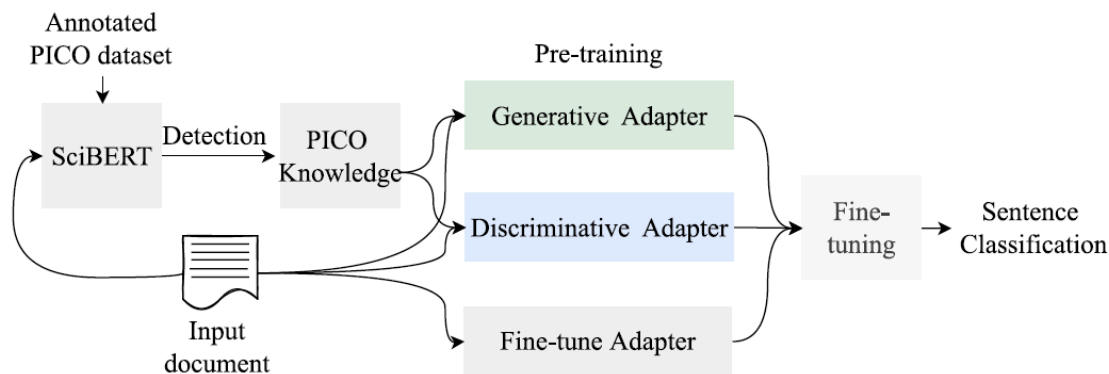 Annotated
PICO dataset
Pre-training
Generative Adapter
SciBERT
Detection
PICO
Knowledge
Discriminative Adapter
Fine-
tuning
Sentence
Classification
Input
document
Fine-tune Adapter